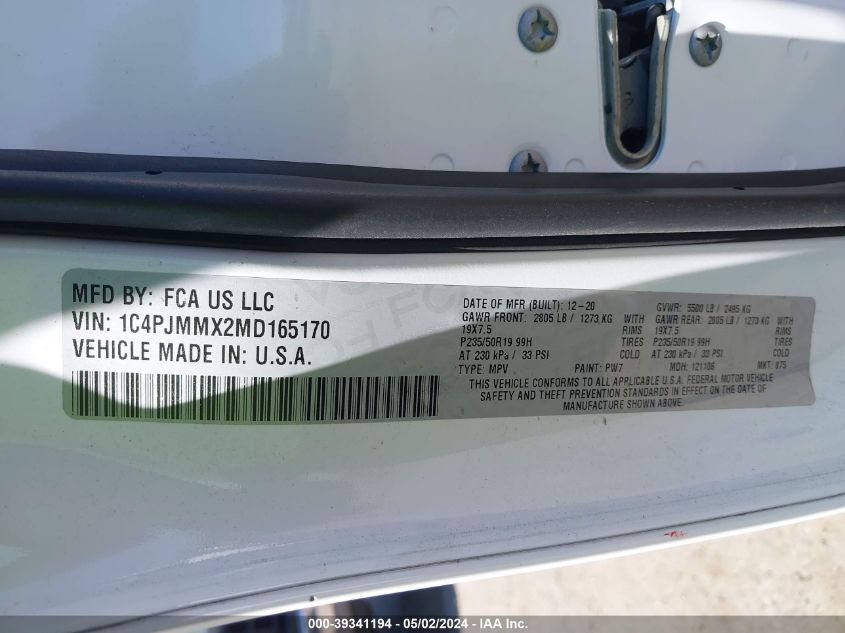 MFD BY: FCA US LLC
VIN: 1C4PJMMX2MD165170
VEHICLE MADE IN: U.S.A.
DATE OF MFR (BUILT): 12-20 GVWR: 5500 LB / 2495 KG
GAWR FRONT: 2805 LB / 1273 KG WITH GAWR REAR: 2805 LB / 1273 KG WITH
19X7.5 RIMS 19X7.5 RIMS
P235/50R19 99H TIRES P235/50R19 99H TIRES
AT 230 kPa / 33 PSI COLD AT 230 kPa / 33 PSI COLD
TYPE: MPV PAINT: PW7 MDH: 121106 MKT: 875
THIS VEHICLE CONFORMS TO ALL APPLICABLE U.S.A. FEDERAL MOTOR VEHICLE
SAFETY AND THEFT PREVENTION STANDARDS IN EFFECT ON THE DATE OF
MANUFACTURE SHOWN ABOVE.
000-39341194 - 05/02/2024 - IAA Inc.